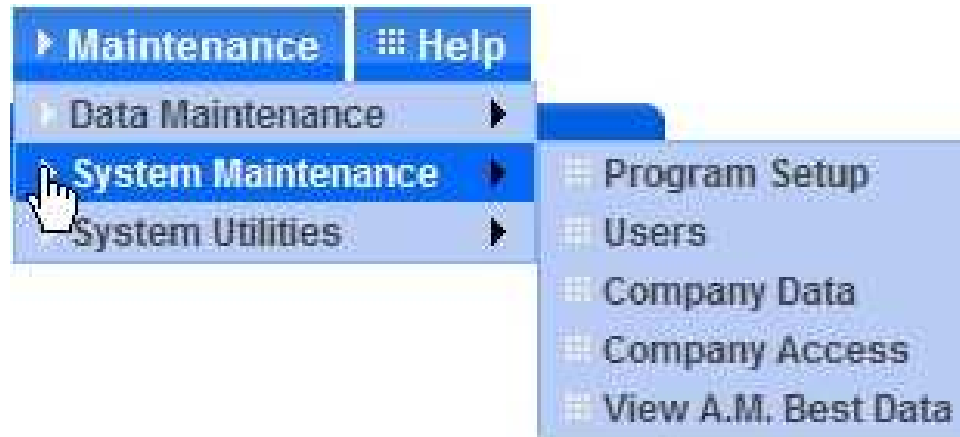 Maintenance
Help
Data Maintenance
System Maintenance
System Utilities
Program Setup
Users
Company Data
Company Access
View A.M. Best Data